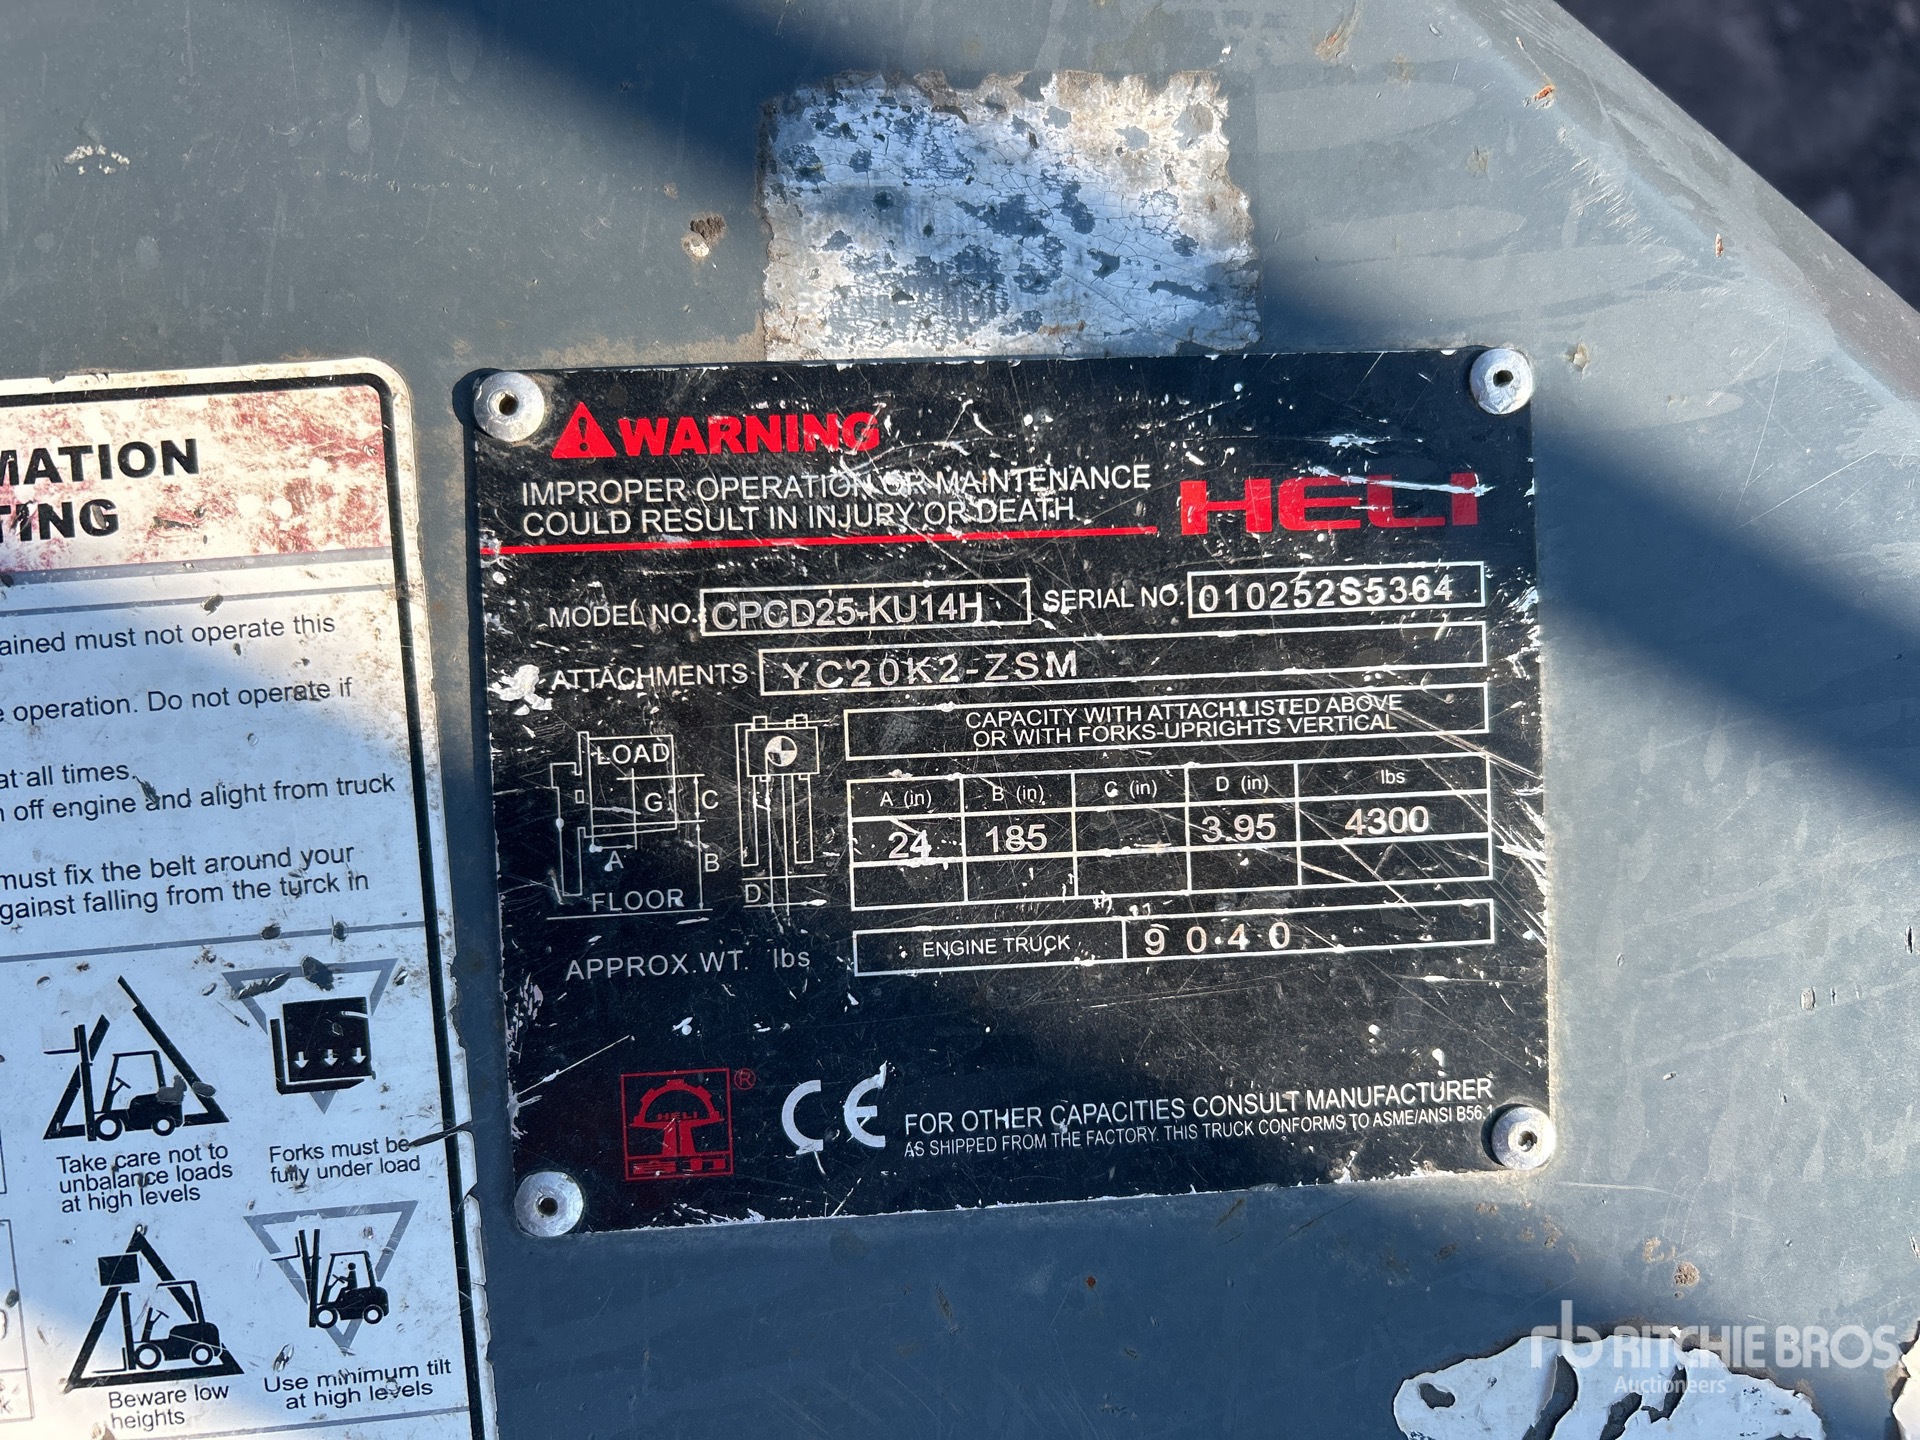 MATION
TING
ained must not operate this
e operation. Do not operate if
at all times.
off engine and alight from truck
must fix the belt around your
gainst falling from the turck in
Take care not to
unbalance loads
at high levels
Forks must be
fully under load
Beware low
heights
Use minimum tilt
at high levels
WARNING
IMPROPER OPERATION OR MAINTENANCE
COULD RESULT IN INJURY OR DEATH
HELI
MODEL NO. CPCD25-KU14H SERIAL NO. 010252S5364
ATTACHMENTS YC20K2-ZSM
CAPACITY WITH ATTACH.LISTED ABOVE
OR WITH FORKS-UPRIGHTS VERTICAL
LOAD
G C
A B
D
FLOOR
A (in) B (in) C (in) D (in) lbs
24 185 3.95 4300
APPROX.WT. lbs ENGINE TRUCK 9040
HELI
®
CE
FOR OTHER CAPACITIES CONSULT MANUFACTURER
AS SHIPPED FROM THE FACTORY. THIS TRUCK CONFORMS TO ASME/ANSI B56.1
rb RITCHIE BROS.
Auctioneers